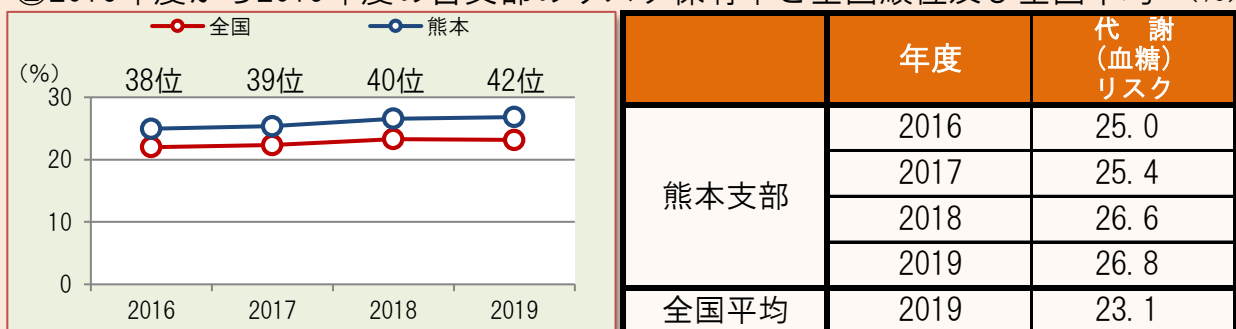 全国 熊本
(%)
38位 39位 40位 42位
30
20
10
0
2016 2017 2018 2019
年度 代 謝
(血糖)
リスク
熊本支部 2016 25.0
2017 25.4
2018 26.6
2019 26.8
全国平均 2019 23.1